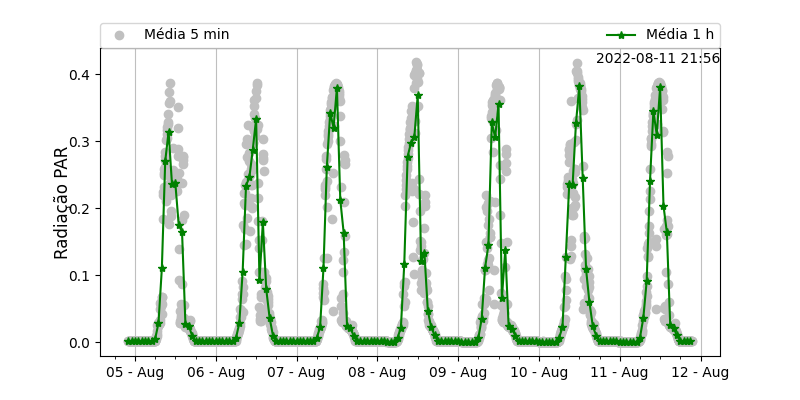 Média 5 min
Média 1 h
2022-08-11 21:56
Radiação PAR
0.4
0.3
0.2
0.1
0.0
05 - Aug
06 - Aug
07 - Aug
08 - Aug
09 - Aug
10 - Aug
11 - Aug
12 - Aug